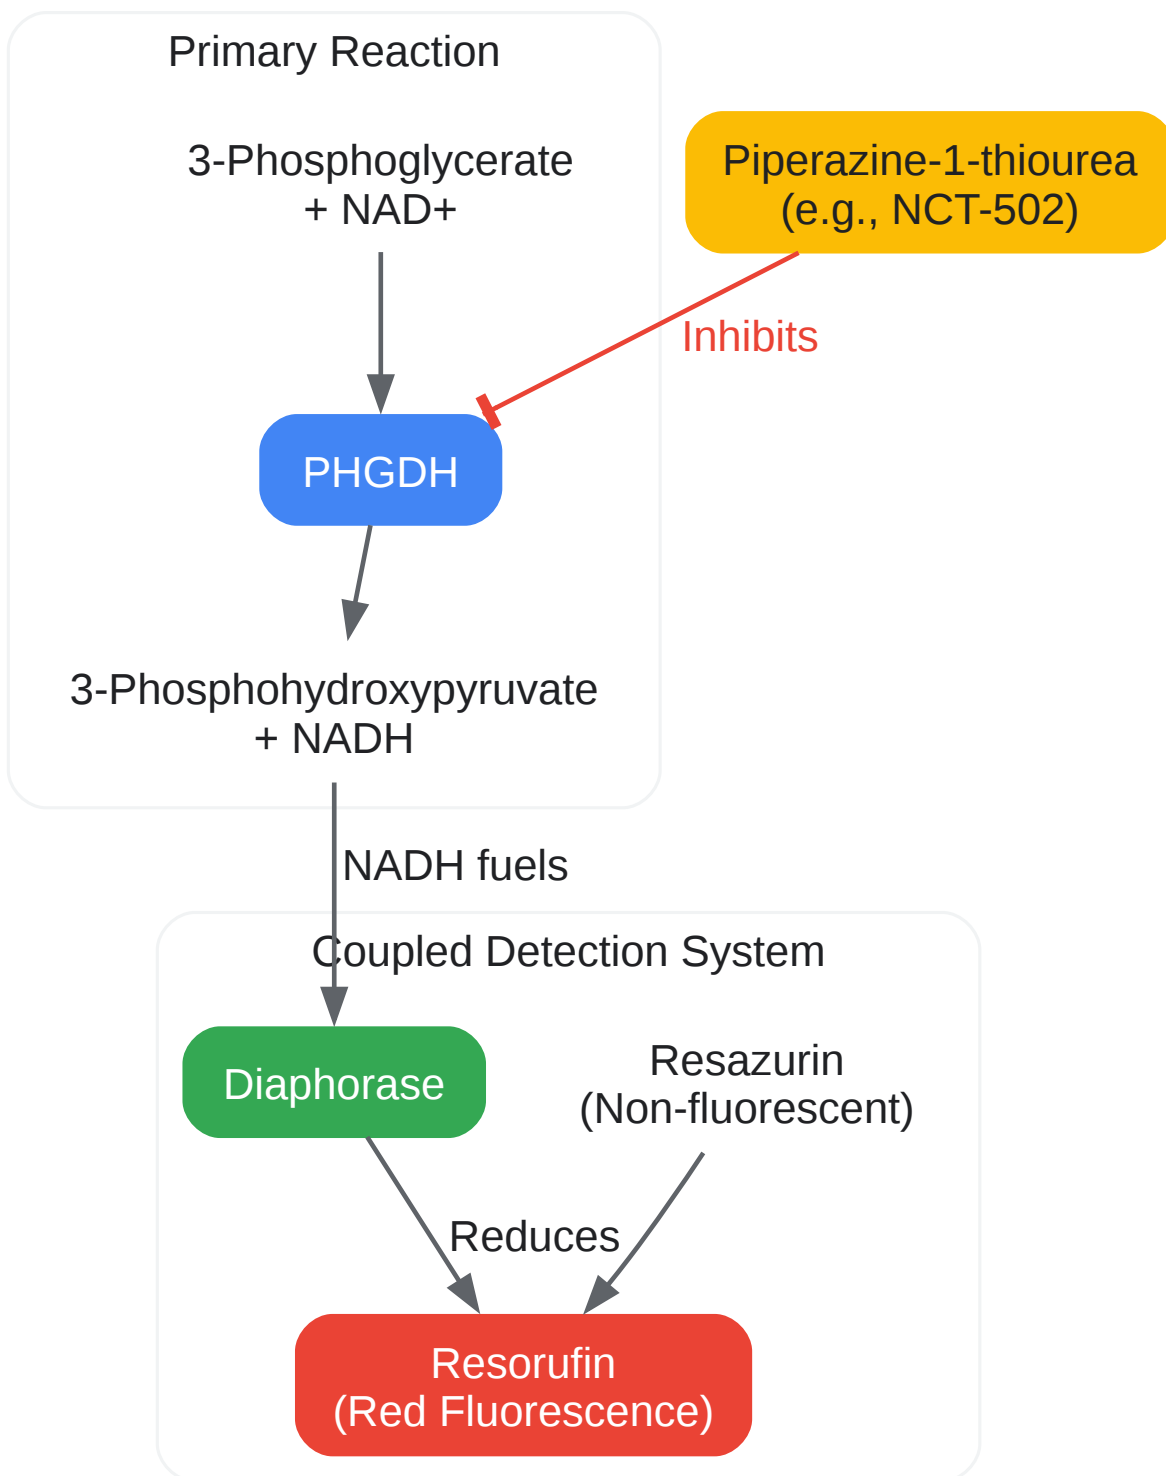 Primary Reaction
3-Phosphoglycerate
+ NAD+
Piperazine-1-thiourea
(e.g., NCT-502)
Inhibits
PHGDH
3-Phosphohydroxypyruvate
+ NADH
NADH fuels
Coupled Detection System
Diaphorase
Resazurin
(Non-fluorescent)
Reduces
Resorufin
(Red Fluorescence)